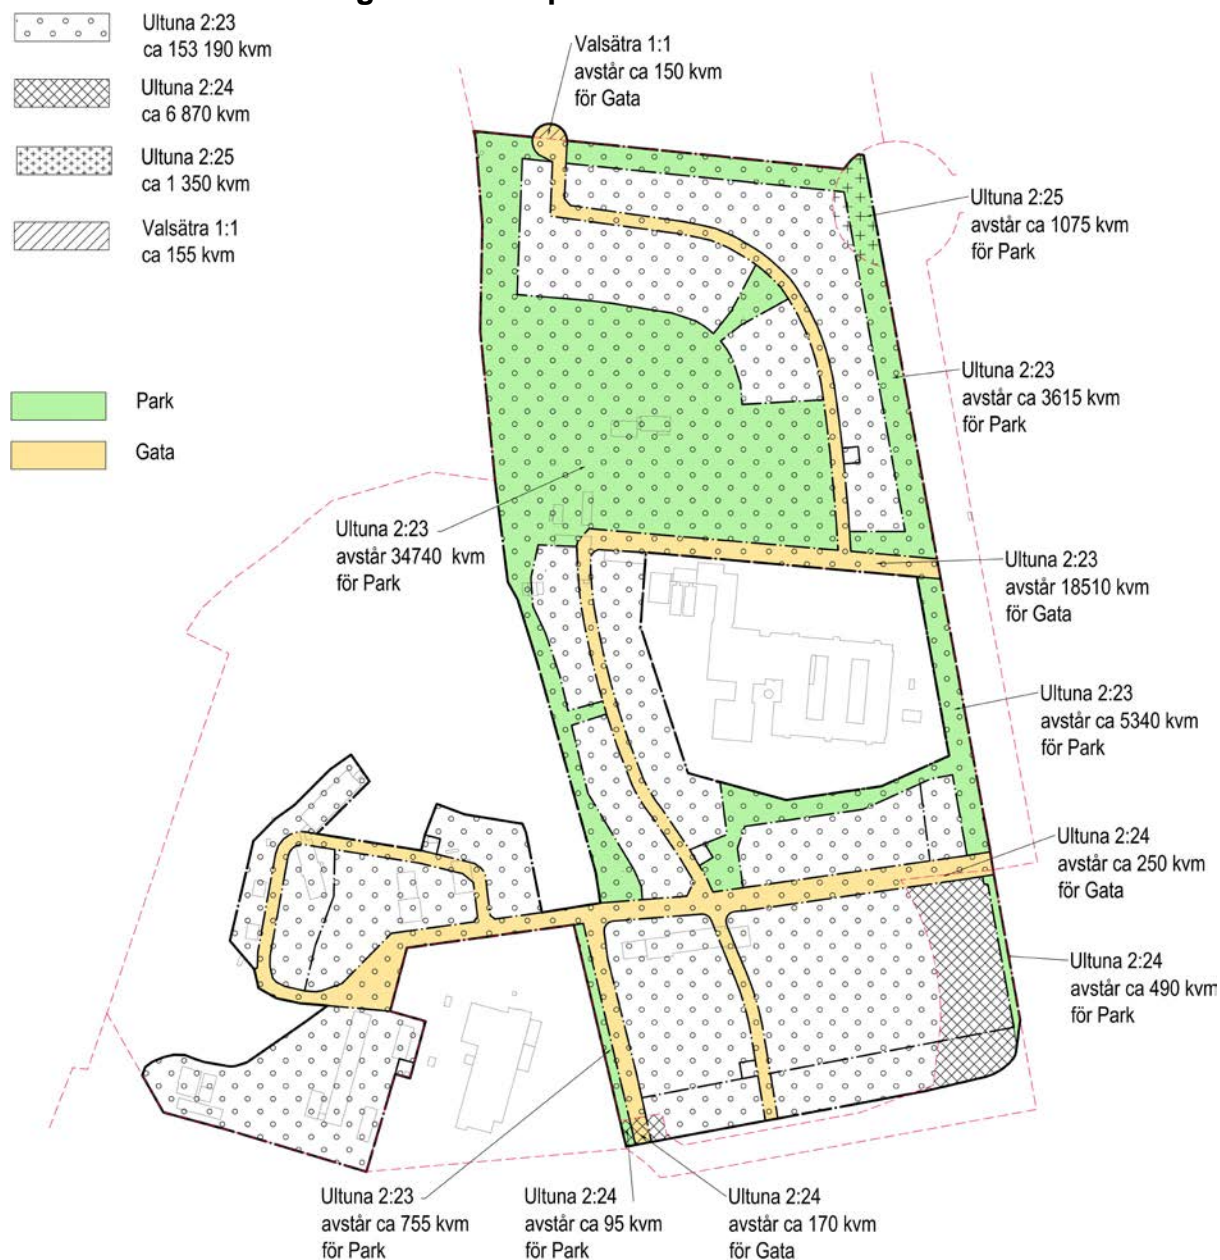 Ultuna 2:23
ca 153 190 kvm
Ultuna 2:24
ca 6 870 kvm
Ultuna 2:25
ca 1 350 kvm
Valsätra 1:1
ca 155 kvm
Park
Gata
Valsätra 1:1
avstår ca 150 kvm
för Gata
Ultuna 2:25
avstår ca 1075 kvm
för Park
Ultuna 2:23
avstår ca 3615 kvm
för Park
Ultuna 2:23
avstår 34740 kvm
för Park
Ultuna 2:23
avstår 18510 kvm
för Gata
Ultuna 2:23
avstår ca 5340 kvm
för Park
Ultuna 2:24
avstår ca 250 kvm
för Gata
Ultuna 2:24
avstår ca 490 kvm
för Park
Ultuna 2:23
avstår ca 755 kvm
för Park
Ultuna 2:24
avstår ca 95 kvm
för Park
Ultuna 2:24
avstår ca 170 kvm
för Gata